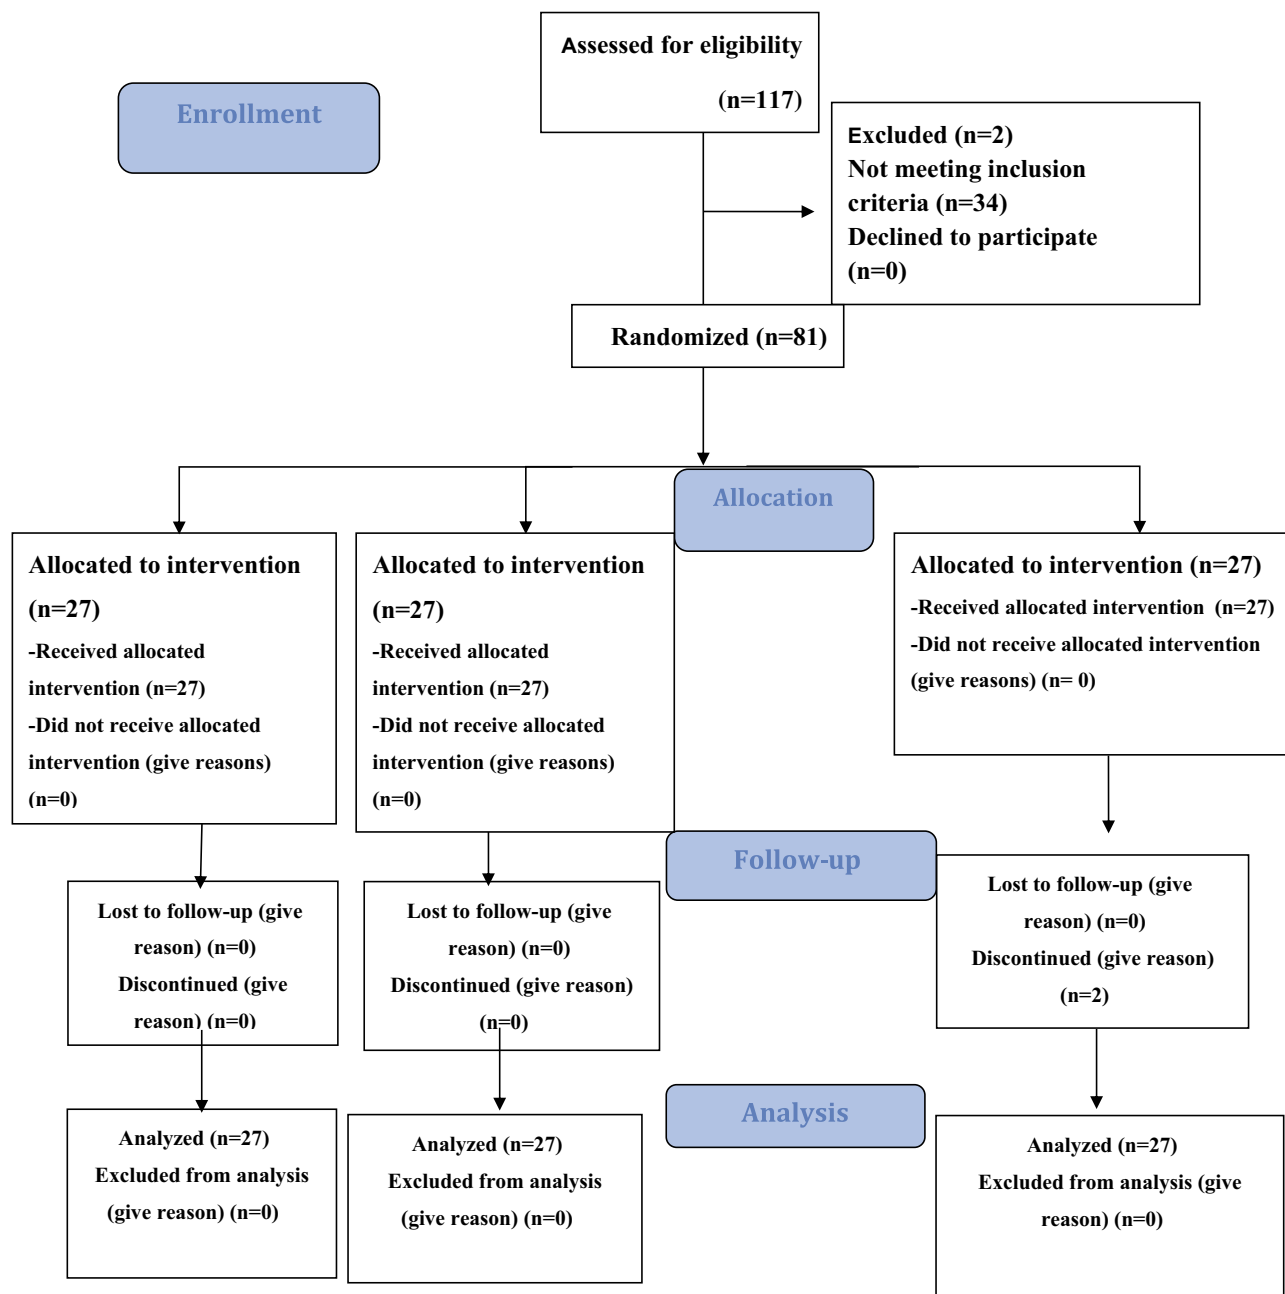 Assessed for eligibility
(n=117)
Enrollment
Excluded (n=2)
Not meeting inclusion
criteria (n=34)
Declined to participate
(n=0)
Randomized (n=81)
Allocation
Allocated to intervention
(n=27)
-Received allocated
intervention (n=27)
-Did not receive allocated
intervention (give reasons)
(n=0)
Allocated to intervention
(n=27)
-Received allocated
intervention (n=27)
-Did not receive allocated
intervention (give reasons)
(n=0)
Allocated to intervention (n=27)
-Received allocated intervention (n=27)
-Did not receive allocated intervention
(give reasons) (n= 0)
Follow-up
Lost to follow-up (give
reason) (n=0)
Discontinued (give
reason) (n=0)
Lost to follow-up (give
reason) (n=0)
Discontinued (give reason)
(n=0)
Lost to follow-up (give
reason) (n=0)
Discontinued (give reason)
(n=2)
Analysis
Analyzed (n=27)
Excluded from analysis
(give reason) (n=0)
Analyzed (n=27)
Excluded from analysis
(give reason) (n=0)
Analyzed (n=27)
Excluded from analysis (give
reason) (n=0)